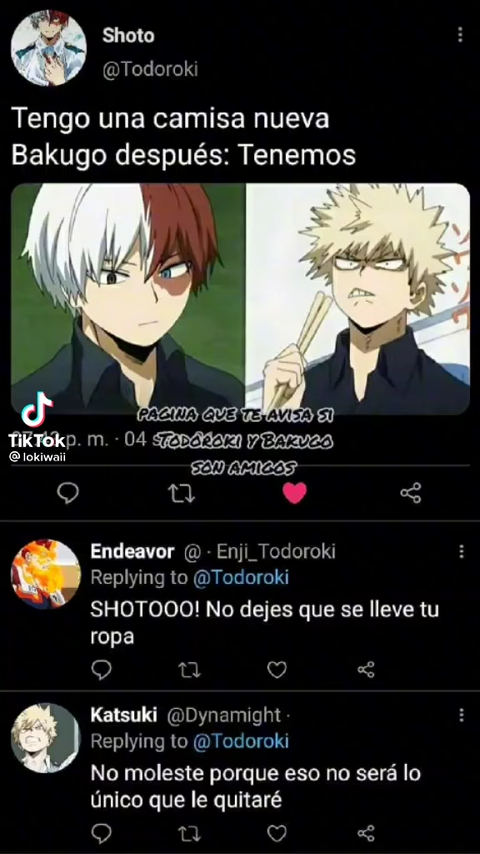 Shoto
@Todoroki
Tengo una camisa nueva
Bakugo después: Tenemos
PAGINA QUE TE AVISA SI
TODOROKI Y BAKUGO
SON AMIGOS
p. m. · 04
TikTok
@lokiwaii
Endeavor @ · Enji_Todoroki
Replying to @Todoroki
SHOTOOO! No dejes que se lleve tu
ropa
Katsuki @Dynamight ·
Replying to @Todoroki
No moleste porque eso no será lo
único que le quitaré